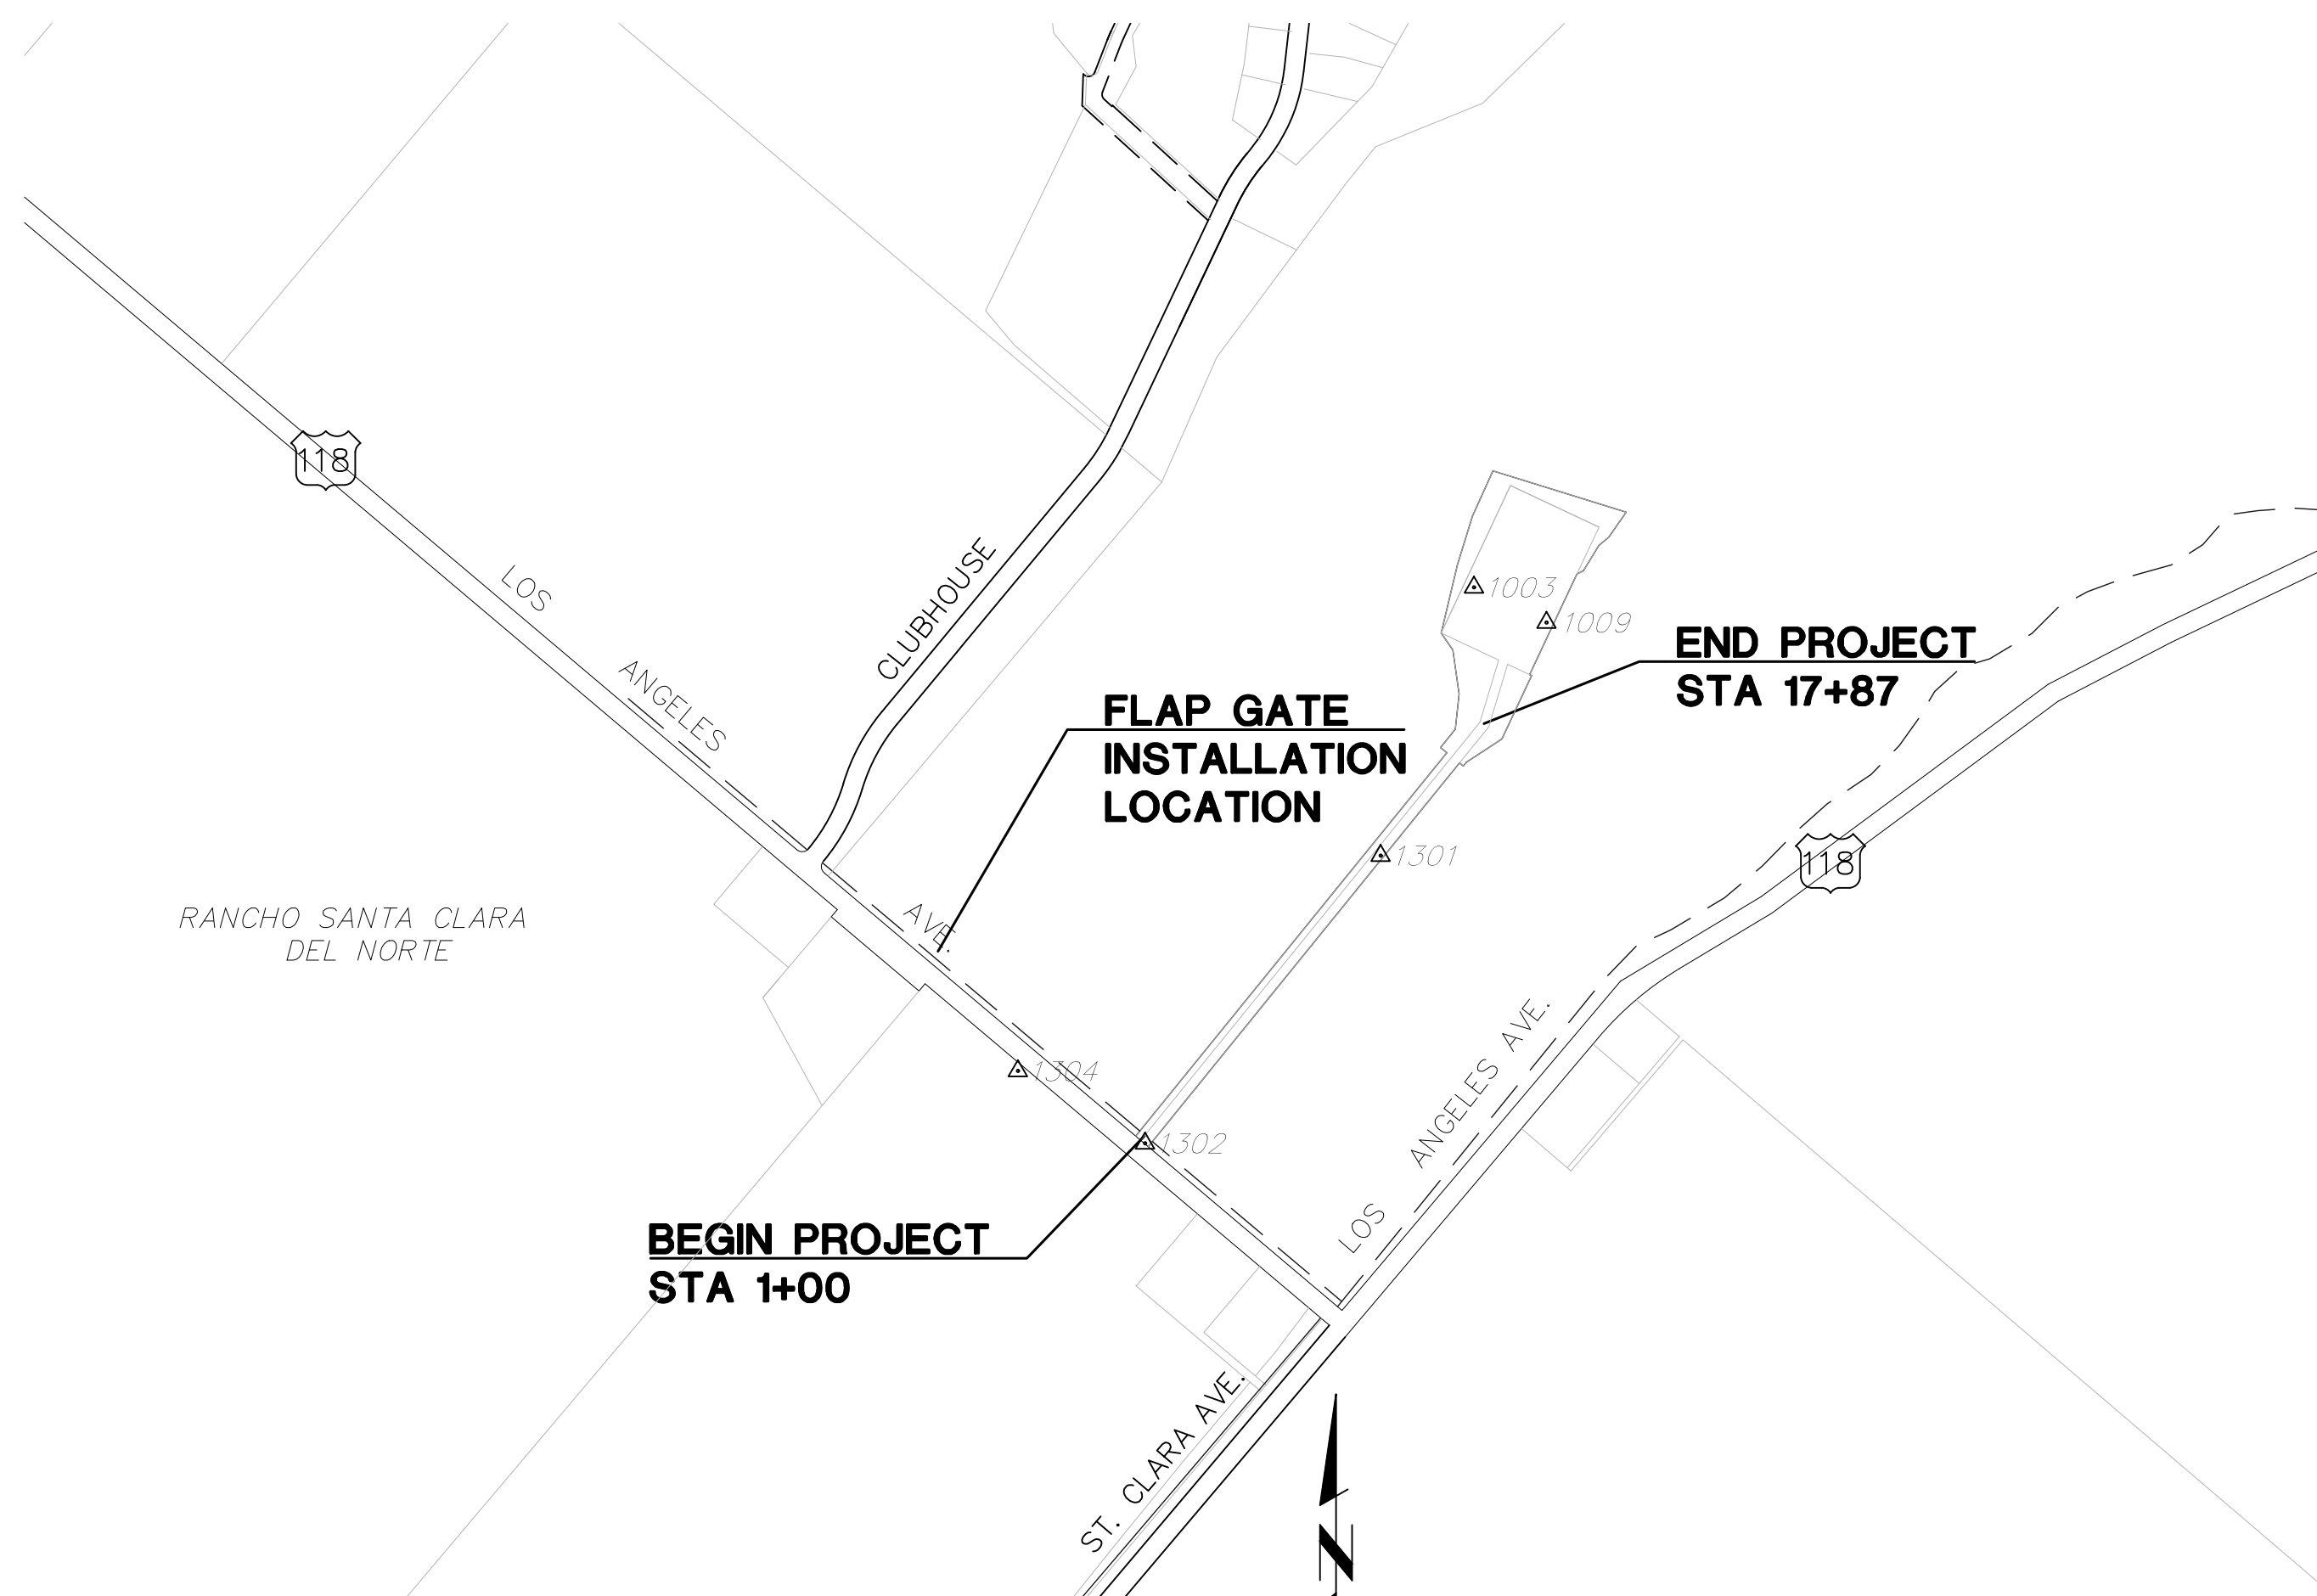 118
LOS
ANGELES
AVE.
CLUBHOUSE
1003
1009
END PROJECT
STA 17+87
FLAP GATE
INSTALLATION
LOCATION
1301
118
RANCHO SANTA CLARA
DEL NORTE
1304
1302
LOS ANGELES AVE.
BEGIN PROJECT
STA 1+00
ST. CLARA AVE.
N